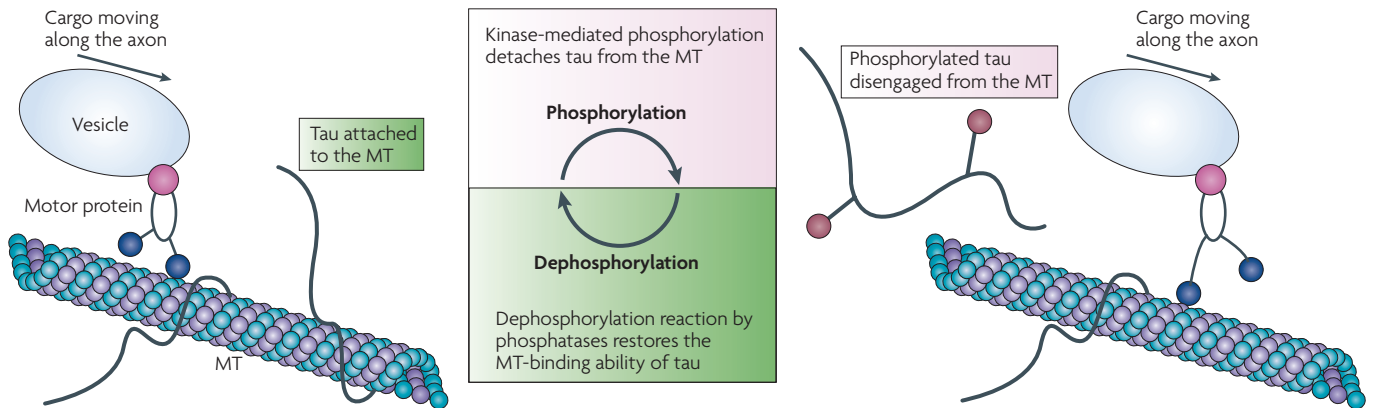 Cargo moving
along the axon
Vesicle
Motor protein
Tau attached
to the MT
MT
Kinase-mediated phosphorylation
detaches tau from the MT
Phosphorylation
Dephosphorylation
Dephosphorylation reaction by
phosphatases restores the
MT-binding ability of tau
Phosphorylated tau
disengaged from the MT
Cargo moving
along the axon